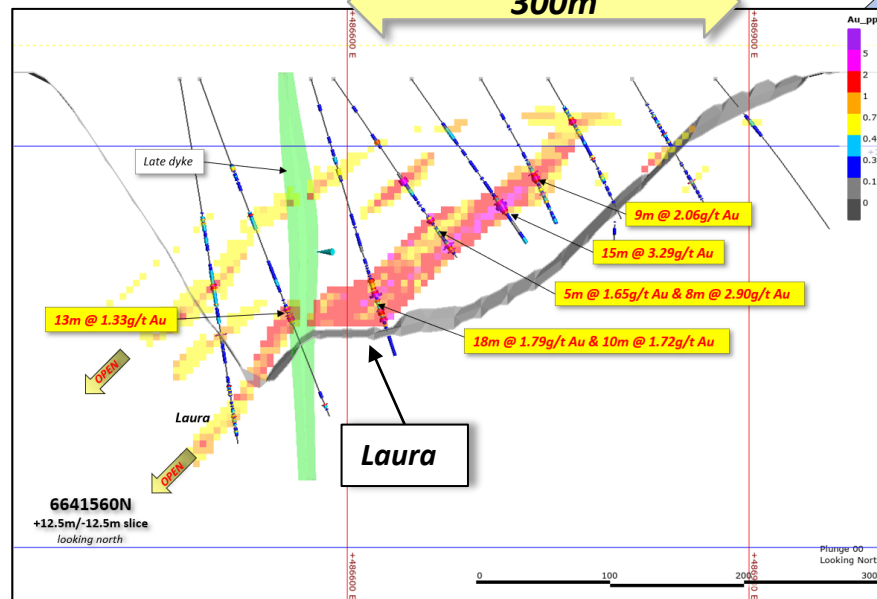 300m
+486600 E
+486900 E
Au_pp
5
2
1
0.7
0.4
0.3
0.1
0
Late dyke
9m @ 2.06g/t Au
15m @ 3.29g/t Au
5m @ 1.65g/t Au & 8m @ 2.90g/t Au
13m @ 1.33g/t Au
18m @ 1.79g/t Au & 10m @ 1.72g/t Au
OPEN
Laura
Laura
OPEN
6641560N
+12.5m/-12.5m slice
looking north
+486600 E
+486900 E
Plunge 00
Looking Nort
0
100
200
300